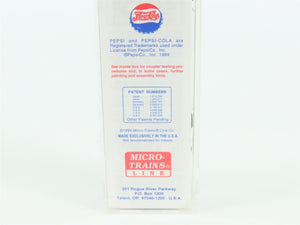 Pepsi-Cola
PEPSI and PEPSI-COLA are
Registered Trademarks used under
License from PepsiCo., Inc.
©PepsiCo., Inc. 1989
See inside box for coupler testing pro-
cedures and, in some cases, further
painting and assembly hints.
PATENT NUMBERS
Other Patents Pending
Micro-Trains® Line Co.
MADE EXCLUSIVELY IN THE U.S.A.
Not recommended for
MICRO-
TRAINS®
LINE
351 Rogue River Parkway
P.O. Box 1200
Talent, OR 97540-1200 U.S.A.